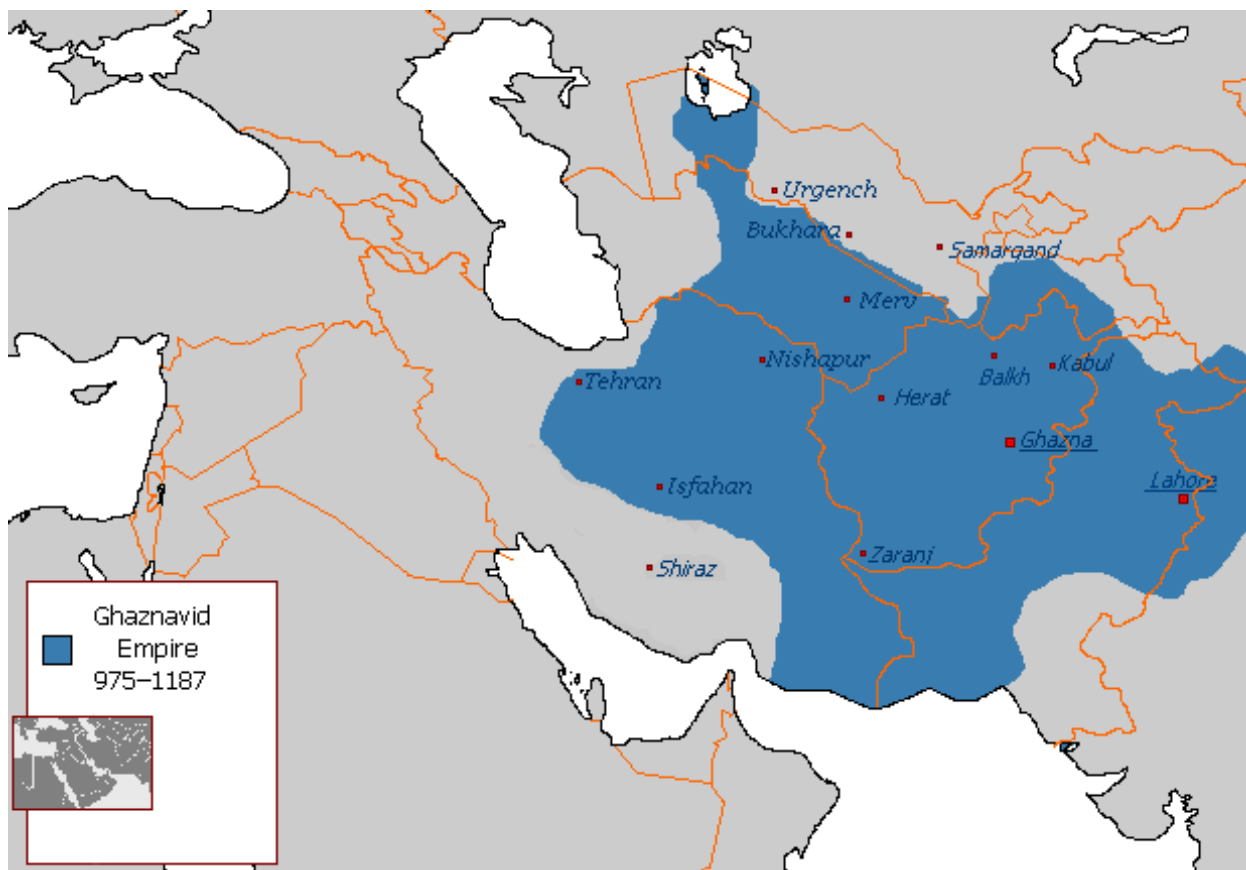 Urgench
Bukhara
Samarqand
Merv
Nishapur
Tehran
Balkh
Kabul
Herat
Ghazna
Lahore
Isfahan
Zaranj
Shiraz
Ghaznavid
Empire
975-1187